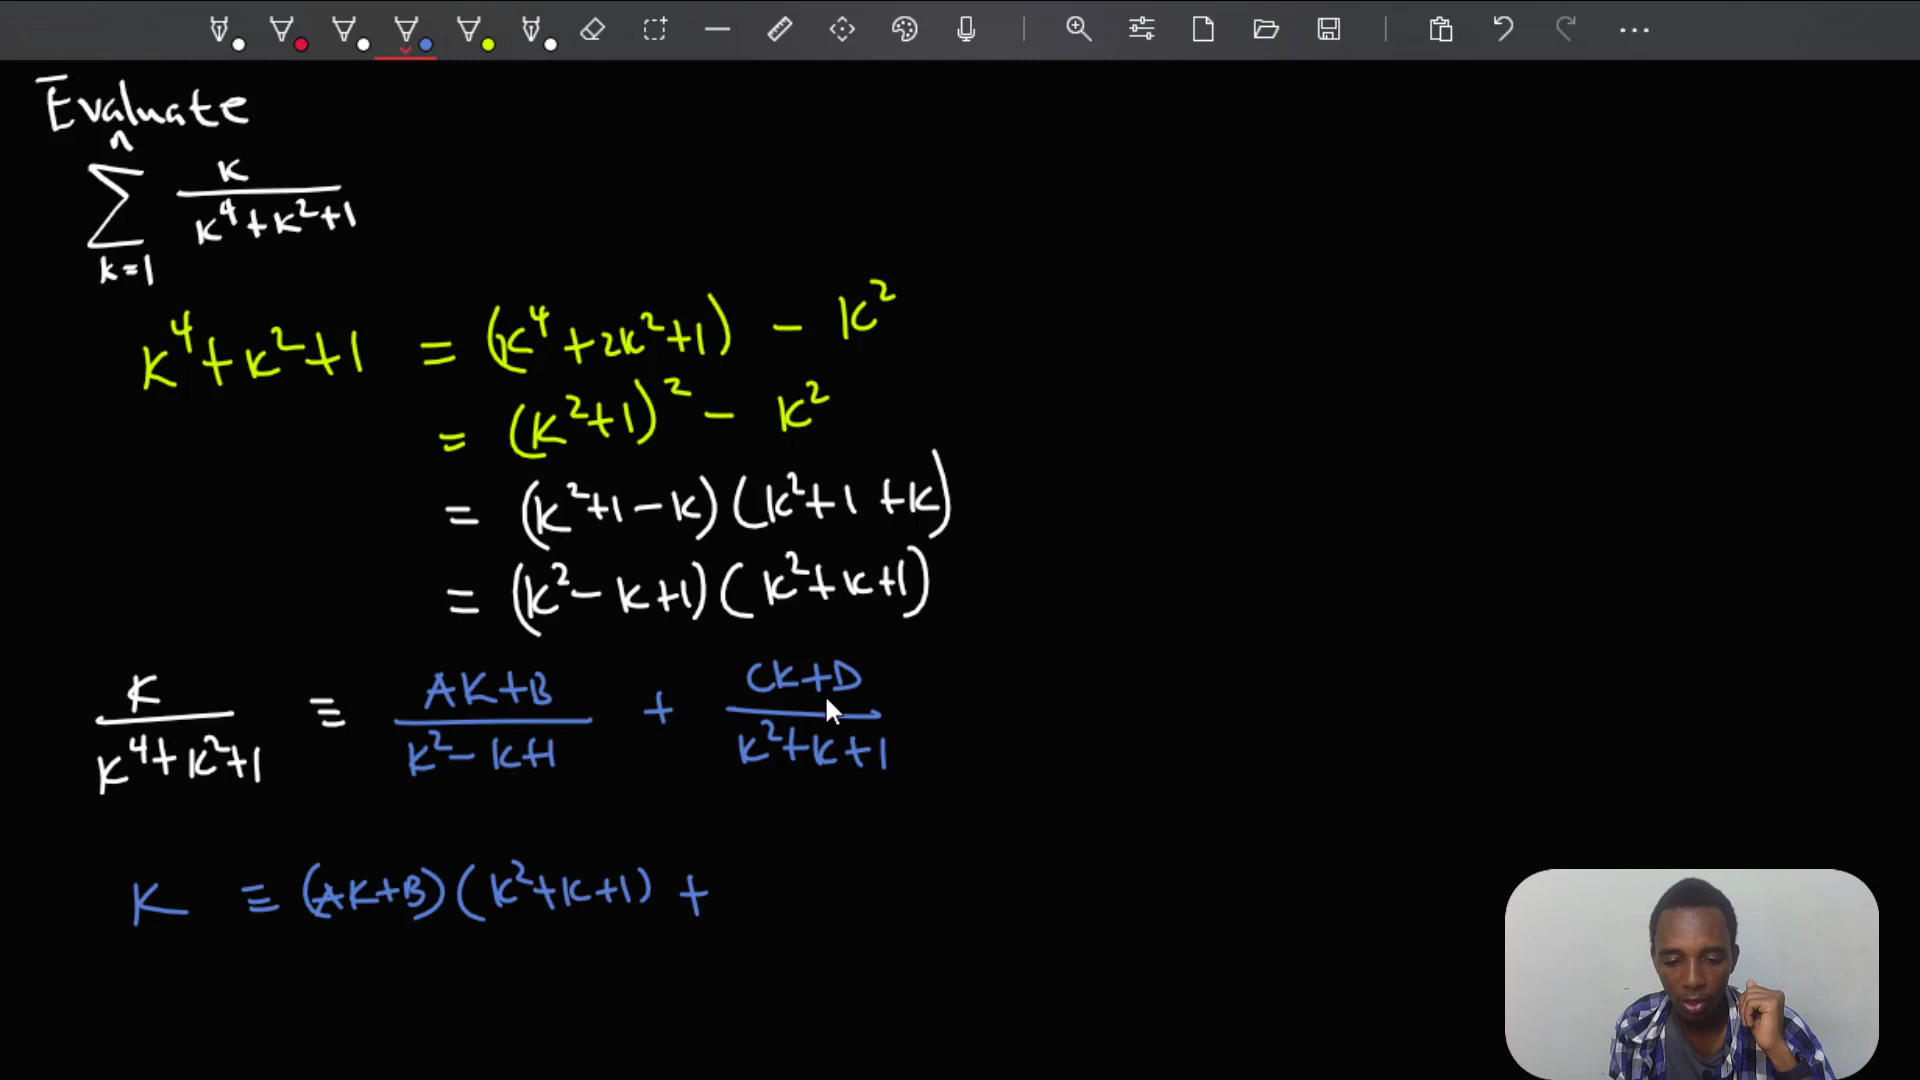 Evaluate
n
∑ k/(k⁴+k²+1)
k=1
k⁴+k²+1 = (k⁴+2k²+1) − k²
= (k²+1)² − k²
= (k²+1−k)(k²+1+k)
= (k²−k+1)(k²+k+1)
k/(k⁴+k²+1) ≡ (Ak+B)/(k²−k+1) + (Ck+D)/(k²+k+1)
k ≡ (Ak+B)(k²+k+1) +